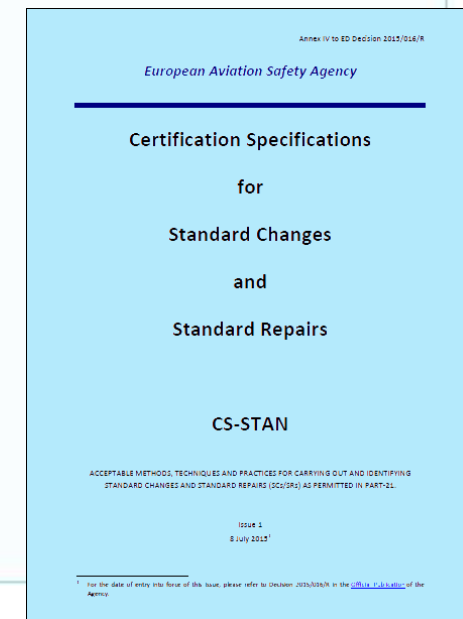 Annex IV to ED Decision 2015/016/R
European Aviation Safety Agency
Certification Specifications
for
Standard Changes
and
Standard Repairs
CS-STAN
ACCEPTABLE METHODS, TECHNIQUES AND PRACTICES FOR CARRYING OUT AND IDENTIFYING
STANDARD CHANGES AND STANDARD REPAIRS (SCs/SRs) AS PERMITTED IN PART-21.
Issue 1
8 July 2015¹
¹ For the date of entry into force of this Issue, please refer to Decision 2015/016/R in the Official Publication of the
Agency.